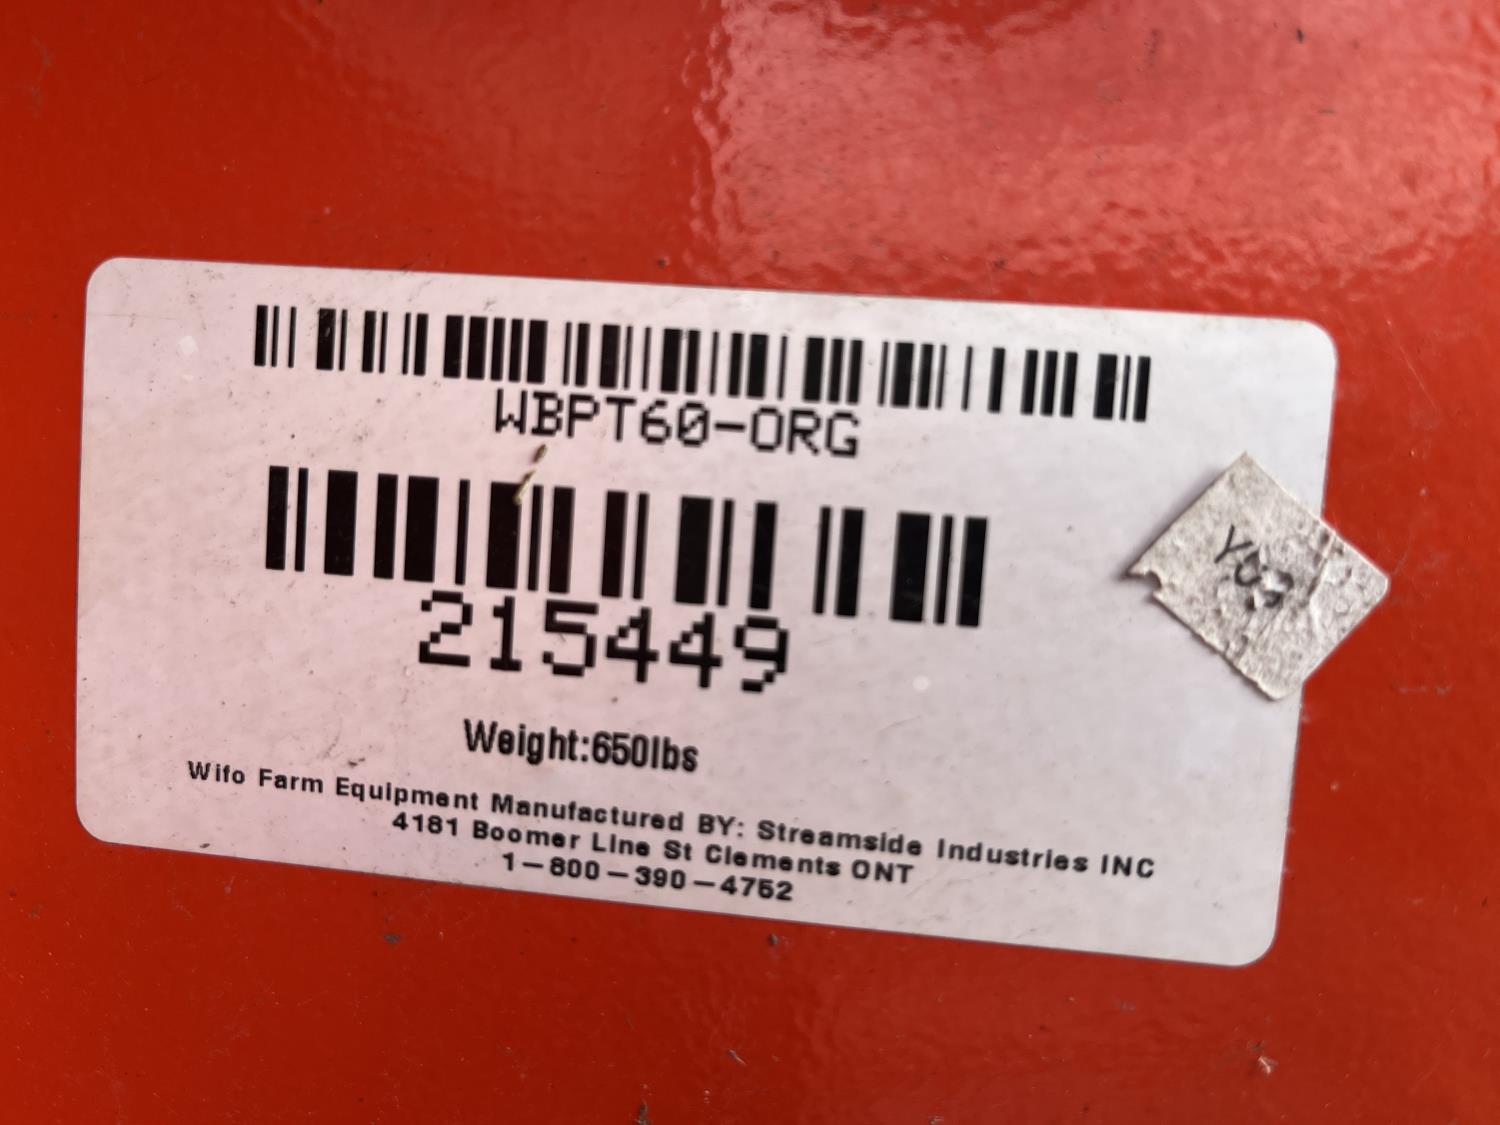 WBPT60-ORG
215449
Weight:650lbs
Wifo Farm Equipment Manufactured BY: Streamside Industries INC
4181 Boomer Line St Clements ONT
1-800-390-4752